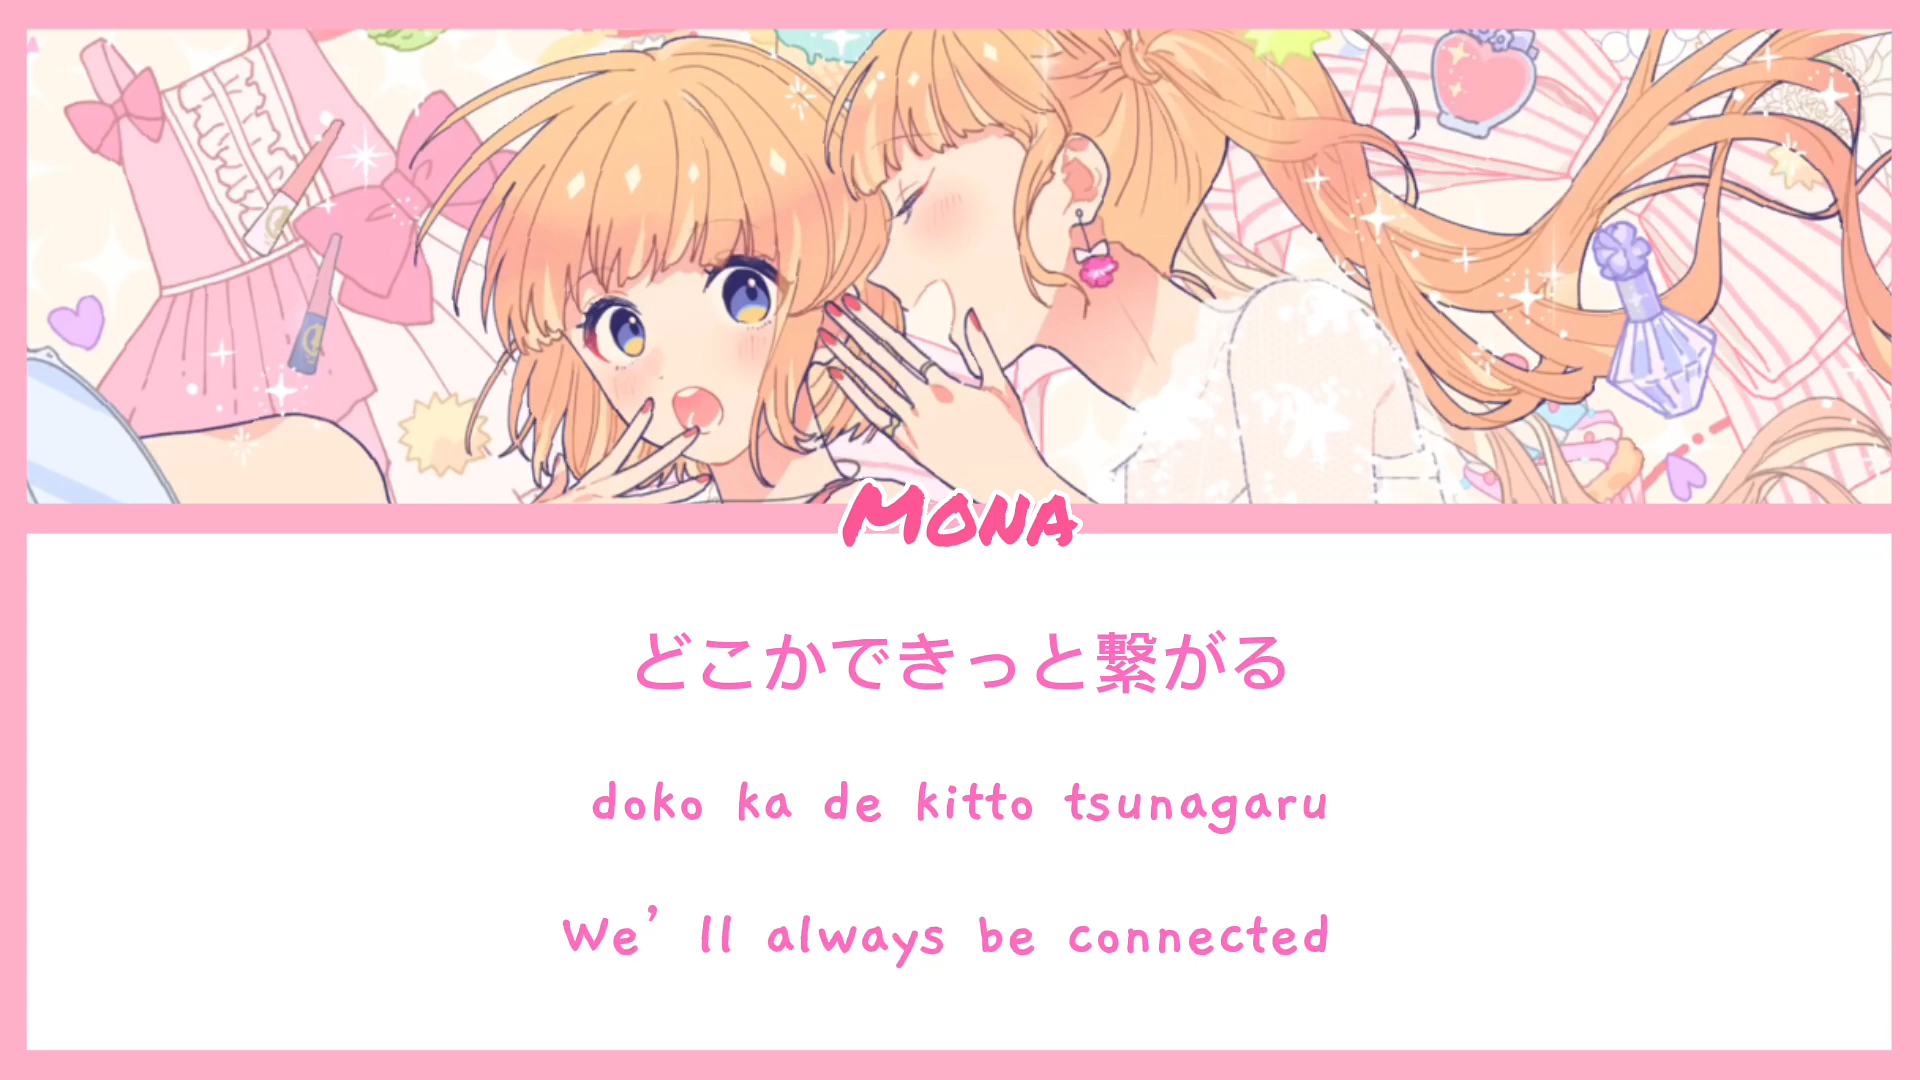 Mona
どこかできっと繋がる
doko ka de kitto tsunagaru
We’ll always be connected